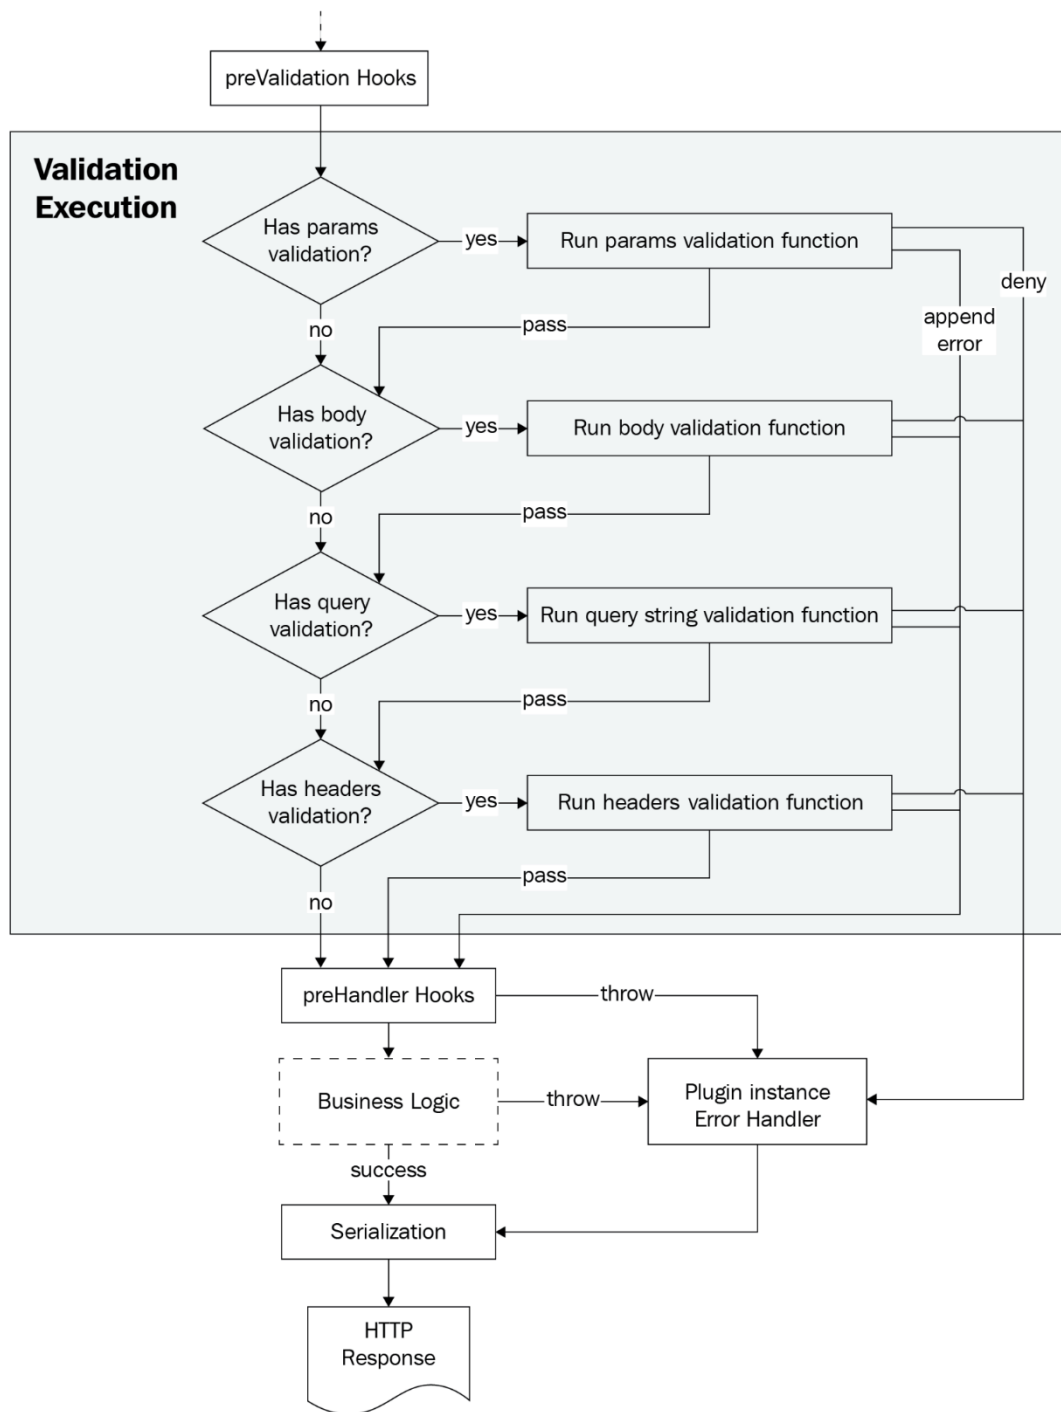 preValidation Hooks
Validation
Execution
Has params
validation?
yes
Run params validation function
deny
append
error
no
pass
Has body
validation?
yes
Run body validation function
no
pass
Has query
validation?
yes
Run query string validation function
no
pass
Has headers
validation?
yes
Run headers validation function
pass
no
preHandler Hooks
throw
Business Logic
throw
Plugin instance
Error Handler
success
Serialization
HTTP
Response